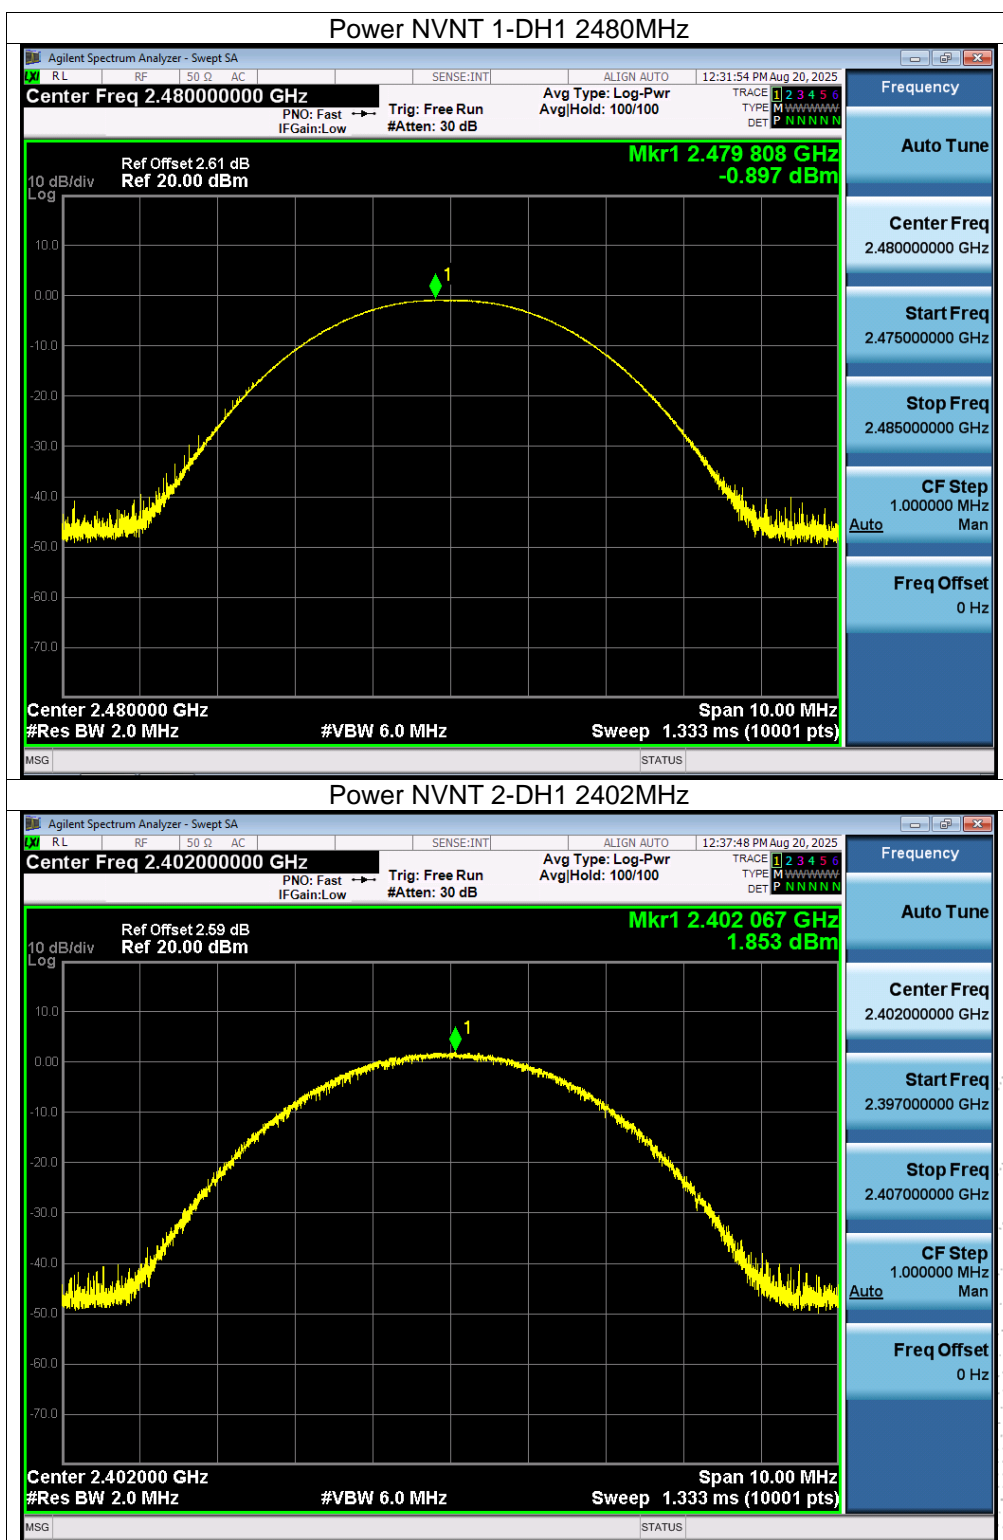 Power NVNT 1-DH1 2480MHz
Agilent Spectrum Analyzer - Swept SA
LXI RL RF 50 Ω AC SENSE:INT ALIGN AUTO 12:31:54 PM Aug 20, 2025
Center Freq 2.480000000 GHz
PNO: Fast
IFGain:Low
Trig: Free Run
#Atten: 30 dB
Avg Type: Log-Pwr
Avg|Hold: 100/100
TRACE 1 2 3 4 5 6
TYPE M WWWWW
DET P N N N N N
Frequency
Ref Offset 2.61 dB
10 dB/div Ref 20.00 dBm
Log
Mkr1 2.479 808 GHz
-0.897 dBm
10.0
0.00
-10.0
-20.0
-30.0
-40.0
-50.0
-60.0
-70.0
1
Center 2.480000 GHz Span 10.00 MHz
#Res BW 2.0 MHz #VBW 6.0 MHz Sweep 1.333 ms (10001 pts)
MSG STATUS
Auto Tune
Center Freq
2.480000000 GHz
Start Freq
2.475000000 GHz
Stop Freq
2.485000000 GHz
CF Step
1.000000 MHz
Auto Man
Freq Offset
0 Hz
Power NVNT 2-DH1 2402MHz
Agilent Spectrum Analyzer - Swept SA
LXI RL RF 50 Ω AC SENSE:INT ALIGN AUTO 12:37:48 PM Aug 20, 2025
Center Freq 2.402000000 GHz
PNO: Fast
IFGain:Low
Trig: Free Run
#Atten: 30 dB
Avg Type: Log-Pwr
Avg|Hold: 100/100
TRACE 1 2 3 4 5 6
TYPE M WWWWW
DET P N N N N N
Frequency
Ref Offset 2.59 dB
10 dB/div Ref 20.00 dBm
Log
Mkr1 2.402 067 GHz
1.853 dBm
10.0
0.00
-10.0
-20.0
-30.0
-40.0
-50.0
-60.0
-70.0
1
Center 2.402000 GHz Span 10.00 MHz
#Res BW 2.0 MHz #VBW 6.0 MHz Sweep 1.333 ms (10001 pts)
MSG STATUS
Auto Tune
Center Freq
2.402000000 GHz
Start Freq
2.397000000 GHz
Stop Freq
2.407000000 GHz
CF Step
1.000000 MHz
Auto Man
Freq Offset
0 Hz